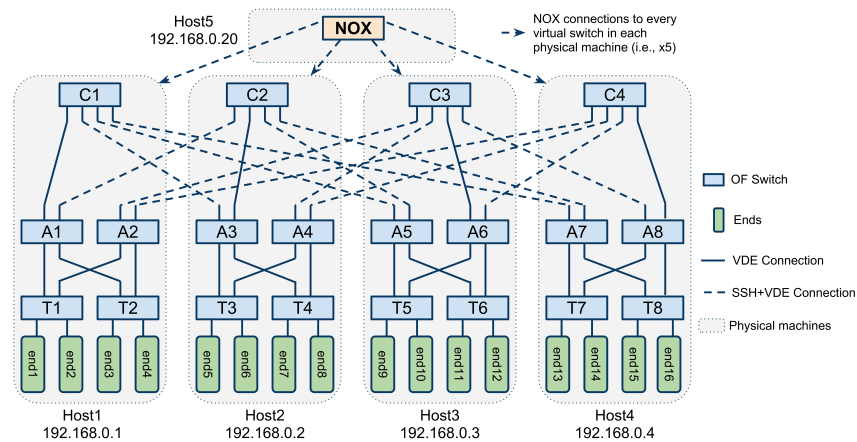 Host5
192.168.0.20
NOX
NOX connections to every
virtual switch in each
physical machine (i.e., x5)
C1
C2
C3
C4
A1
A2
A3
A4
A5
A6
A7
A8
T1
T2
T3
T4
T5
T6
T7
T8
end1
end2
end3
end4
end5
end6
end7
end8
end9
end10
end11
end12
end13
end14
end15
end16
Host1
192.168.0.1
Host2
192.168.0.2
Host3
192.168.0.3
Host4
192.168.0.4
OF Switch
Ends
VDE Connection
SSH+VDE Connection
Physical machines